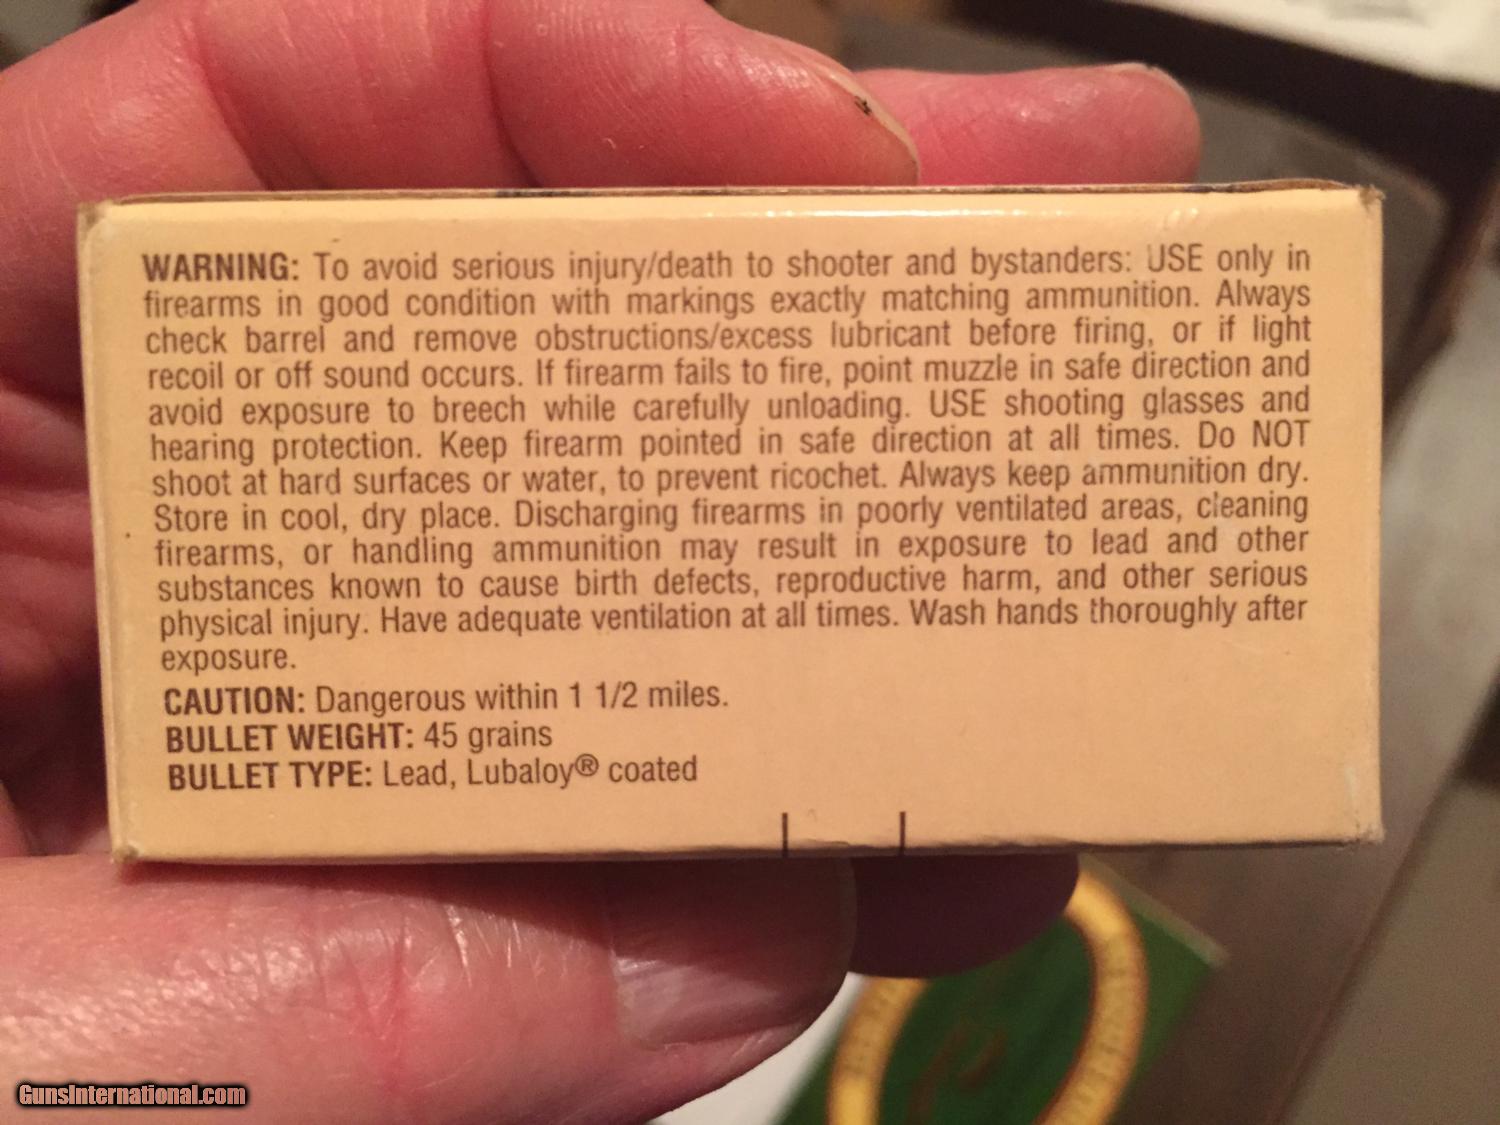 WARNING: To avoid serious injury/death to shooter and bystanders: USE only in
firearms in good condition with markings exactly matching ammunition. Always
check barrel and remove obstructions/excess lubricant before firing, or if light
recoil or off sound occurs. If firearm fails to fire, point muzzle in safe direction and
avoid exposure to breech while carefully unloading. USE shooting glasses and
hearing protection. Keep firearm pointed in safe direction at all times. Do NOT
shoot at hard surfaces or water, to prevent ricochet. Always keep ammunition dry.
Store in cool, dry place. Discharging firearms in poorly ventilated areas, cleaning
firearms, or handling ammunition may result in exposure to lead and other
substances known to cause birth defects, reproductive harm, and other serious
physical injury. Have adequate ventilation at all times. Wash hands thoroughly after
exposure.
CAUTION: Dangerous within 1 1/2 miles.
BULLET WEIGHT: 45 grains
BULLET TYPE: Lead, Lubaloy® coated
GunsInternational.com